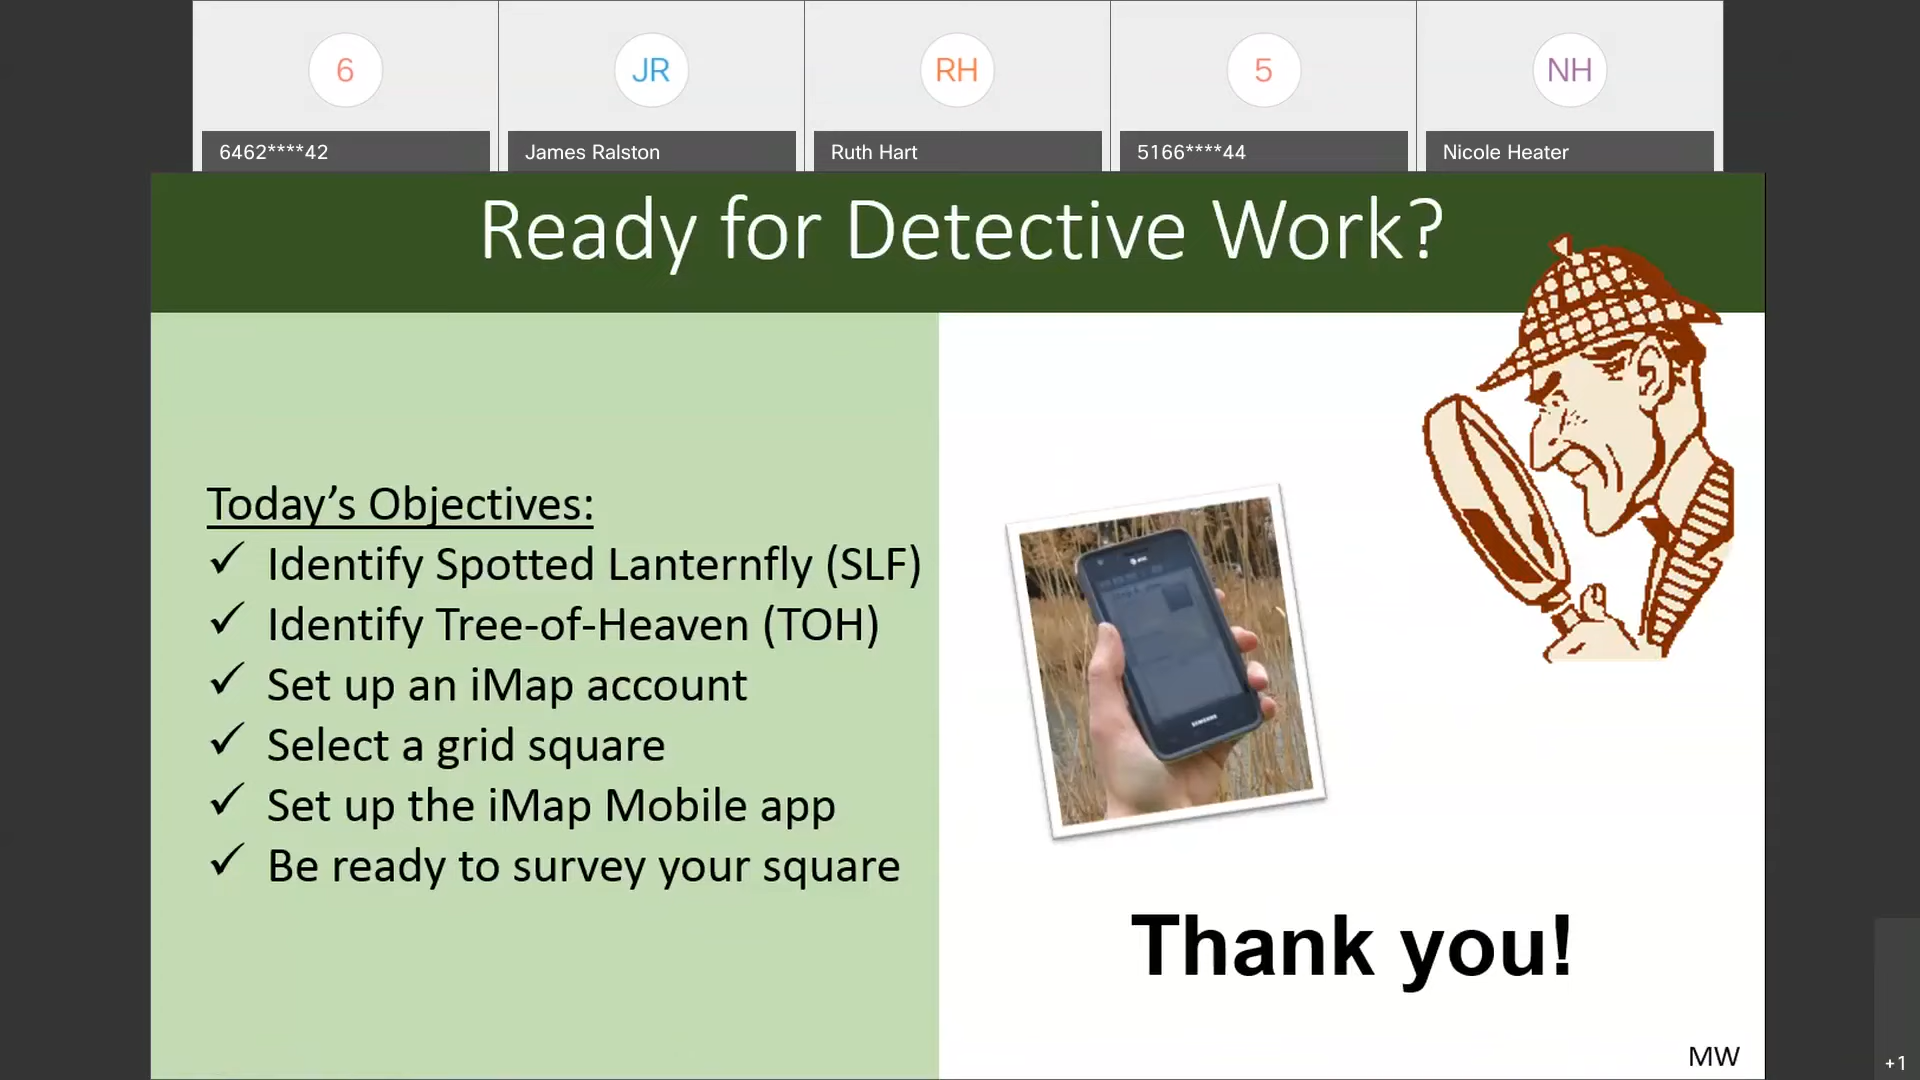 6
JR
RH
5
NH
6462****42
James Ralston
Ruth Hart
5166****44
Nicole Heater
Ready for Detective Work?
Today’s Objectives:
✓ Identify Spotted Lanternfly (SLF)
✓ Identify Tree-of-Heaven (TOH)
✓ Set up an iMap account
✓ Select a grid square
✓ Set up the iMap Mobile app
✓ Be ready to survey your square
SAMSUNG
Thank you!
MW
+1